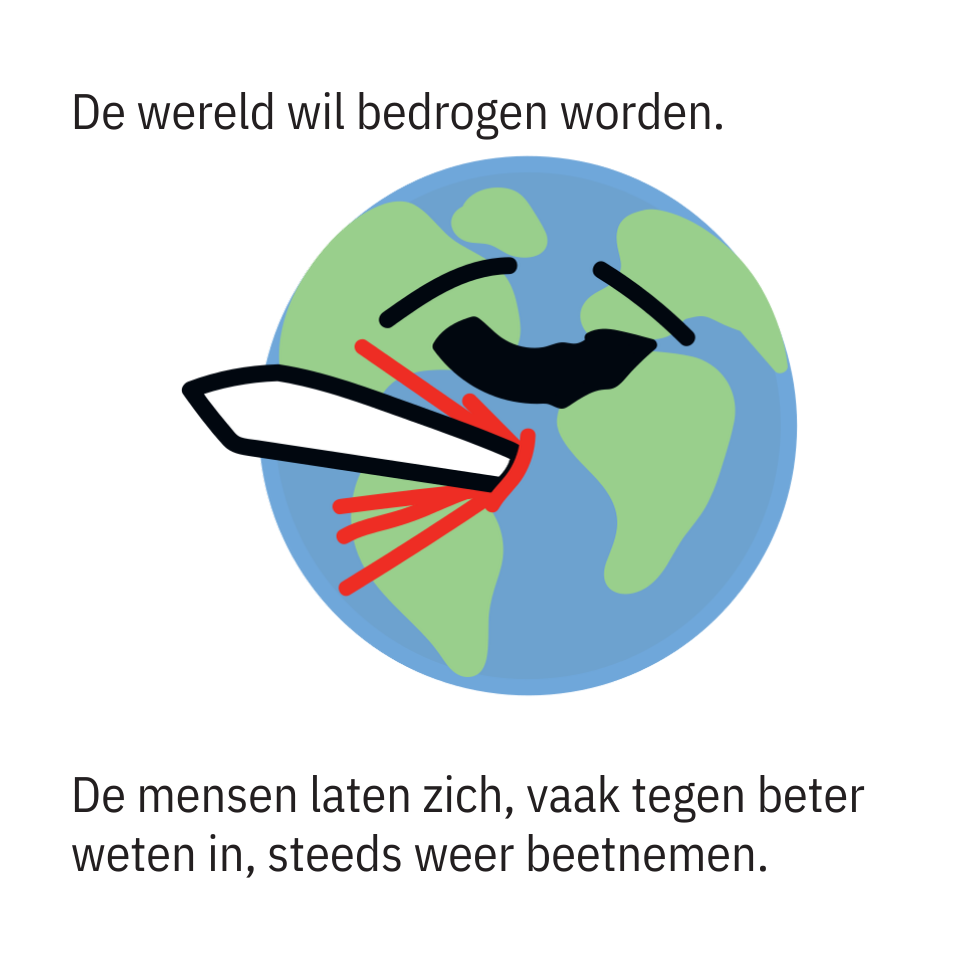 De wereld wil bedrogen worden.
De mensen laten zich, vaak tegen beter
weten in, steeds weer beetnemen.